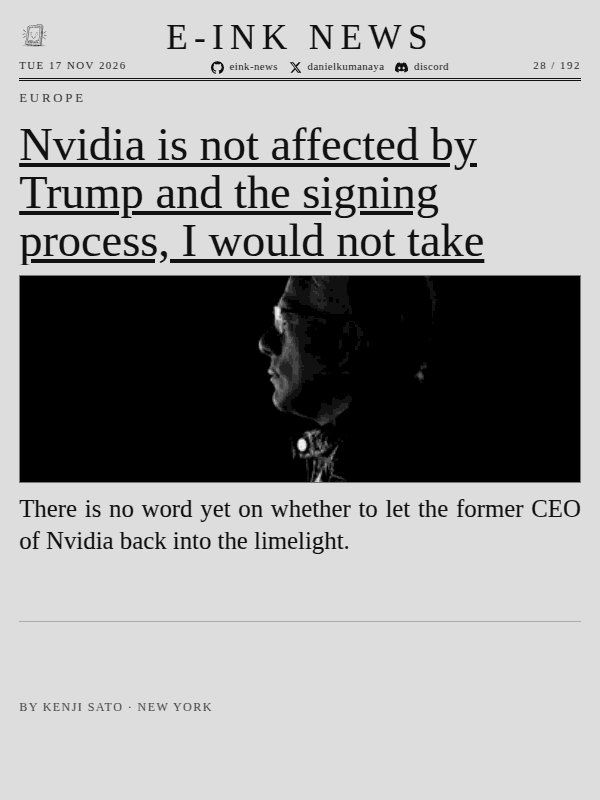 E-INK NEWS
TUE 17 NOV 2026
eink-news danielkumanaya discord
28 / 192
EUROPE
Nvidia is not affected by
Trump and the signing
process, I would not take
There is no word yet on whether to let the former CEO
of Nvidia back into the limelight.
BY KENJI SATO · NEW YORK